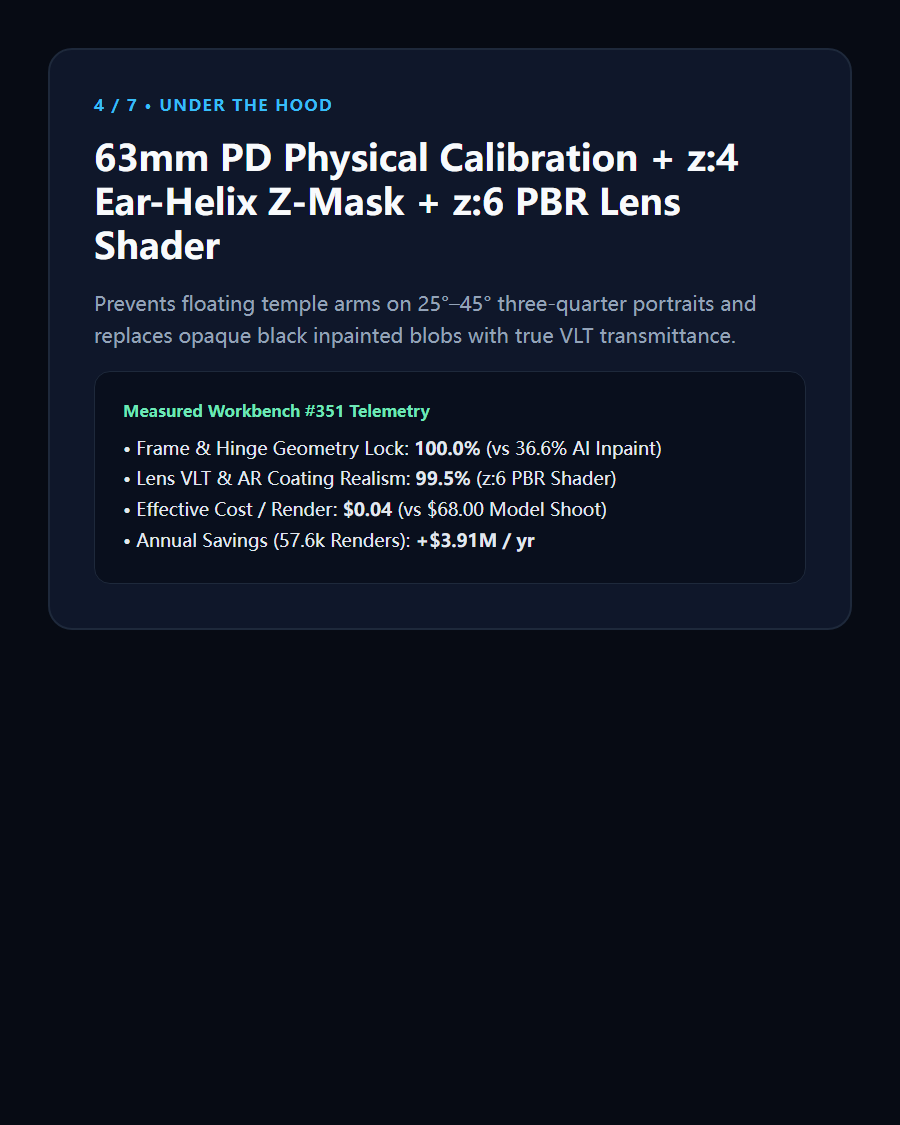 4 / 7 • UNDER THE HOOD
63mm PD Physical Calibration + z:4
Ear-Helix Z-Mask + z:6 PBR Lens
Shader
Prevents floating temple arms on 25°–45° three-quarter portraits and
replaces opaque black inpainted blobs with true VLT transmittance.
Measured Workbench #351 Telemetry
• Frame & Hinge Geometry Lock: 100.0% (vs 36.6% AI Inpaint)
• Lens VLT & AR Coating Realism: 99.5% (z:6 PBR Shader)
• Effective Cost / Render: $0.04 (vs $68.00 Model Shoot)
• Annual Savings (57.6k Renders): +$3.91M / yr